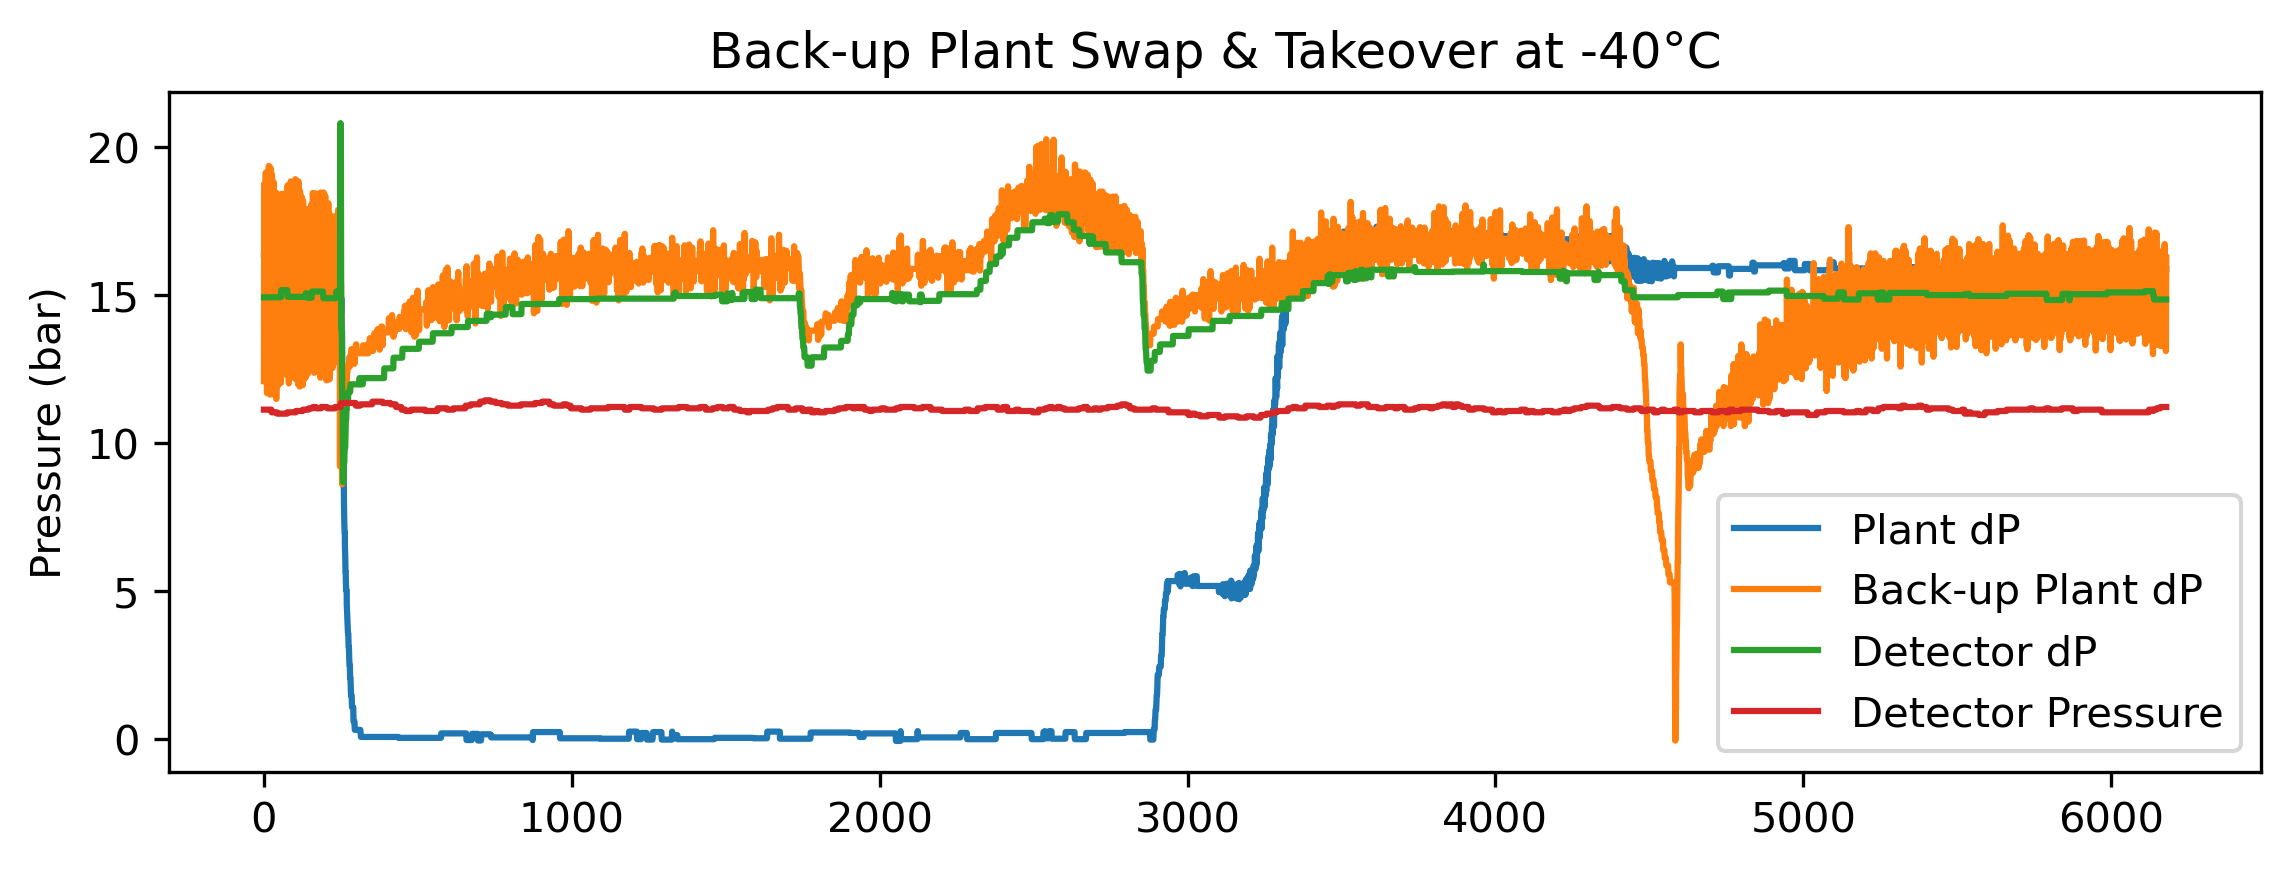 Back-up Plant Swap & Takeover at -40°C
Pressure (bar)
20
15
10
5
0
0 1000 2000 3000 4000 5000 6000
Plant dP
Back-up Plant dP
Detector dP
Detector Pressure